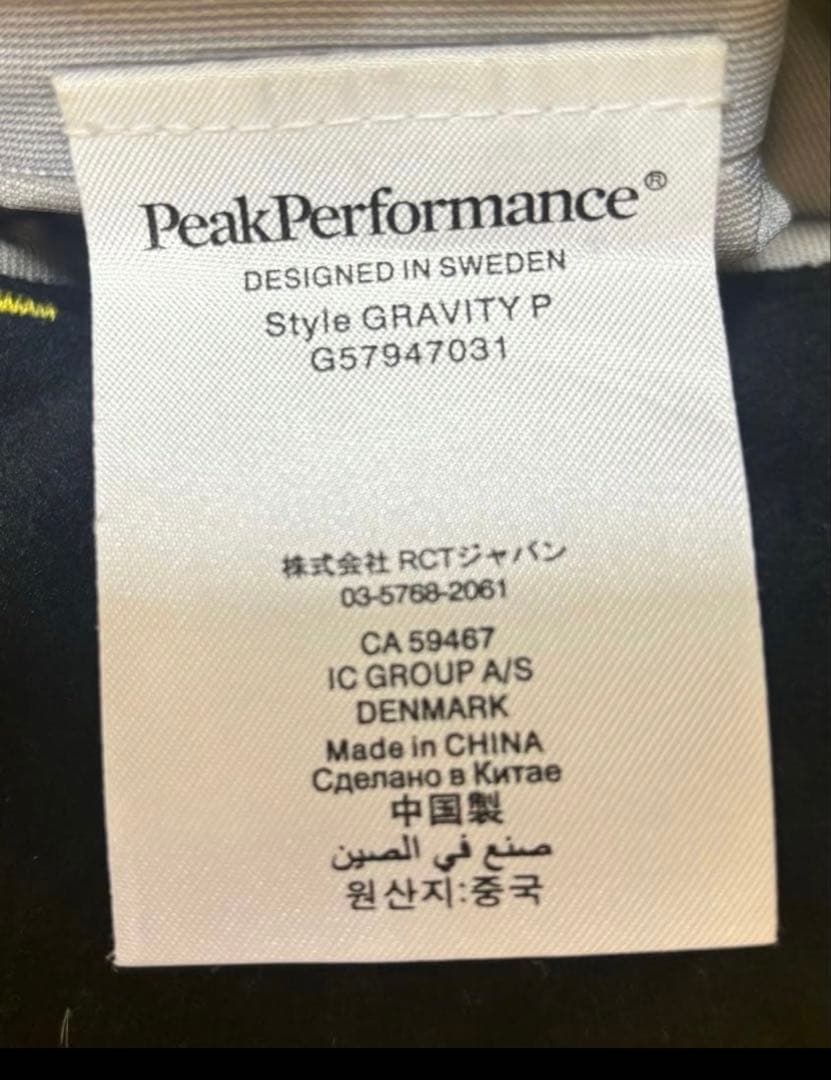 PeakPerformance®
DESIGNED IN SWEDEN
Style GRAVITY P
G57947031
株式会社 RCTジャパン
03-5768-2061
CA 59467
IC GROUP A/S
DENMARK
Made in CHINA
Сделано в Китае
中国製
صنع في الصين
원산지:중국